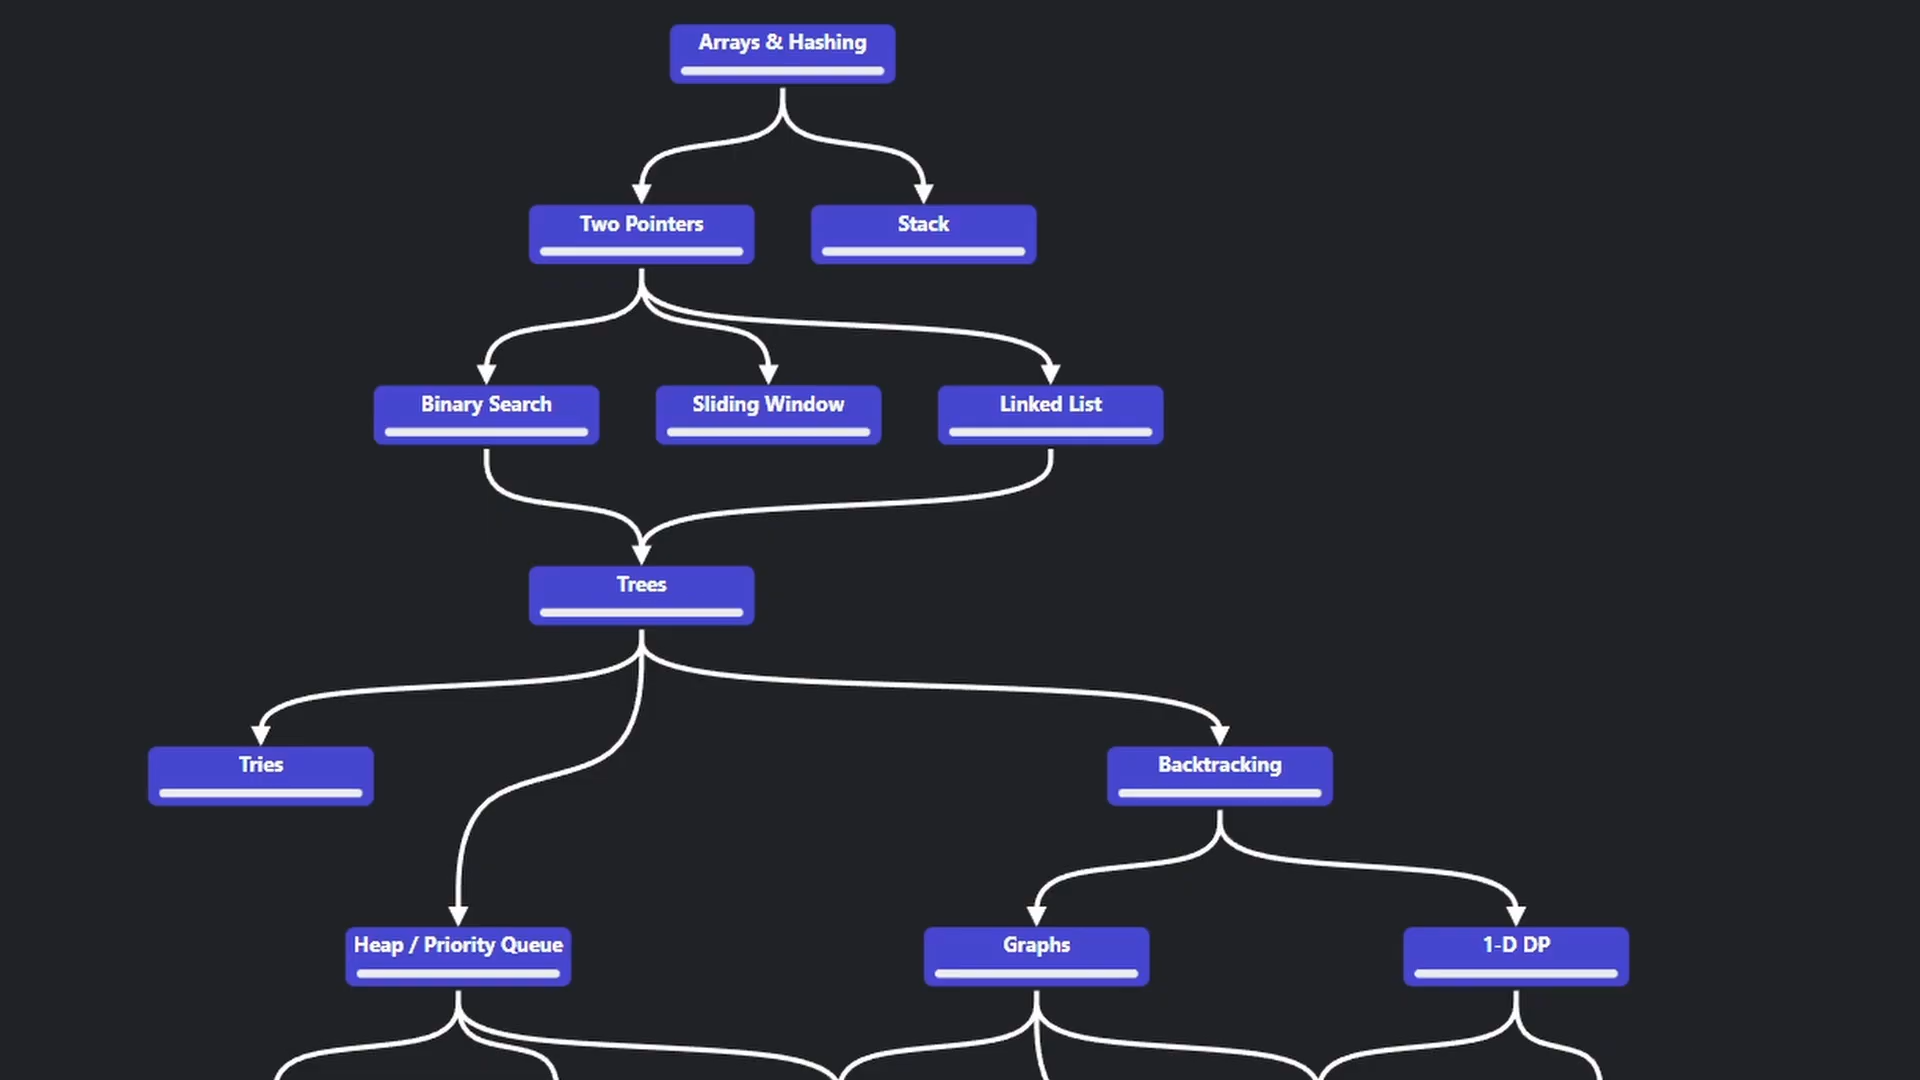 Arrays & Hashing
Two Pointers
Stack
Binary Search
Sliding Window
Linked List
Trees
Tries
Backtracking
Heap / Priority Queue
Graphs
1-D DP